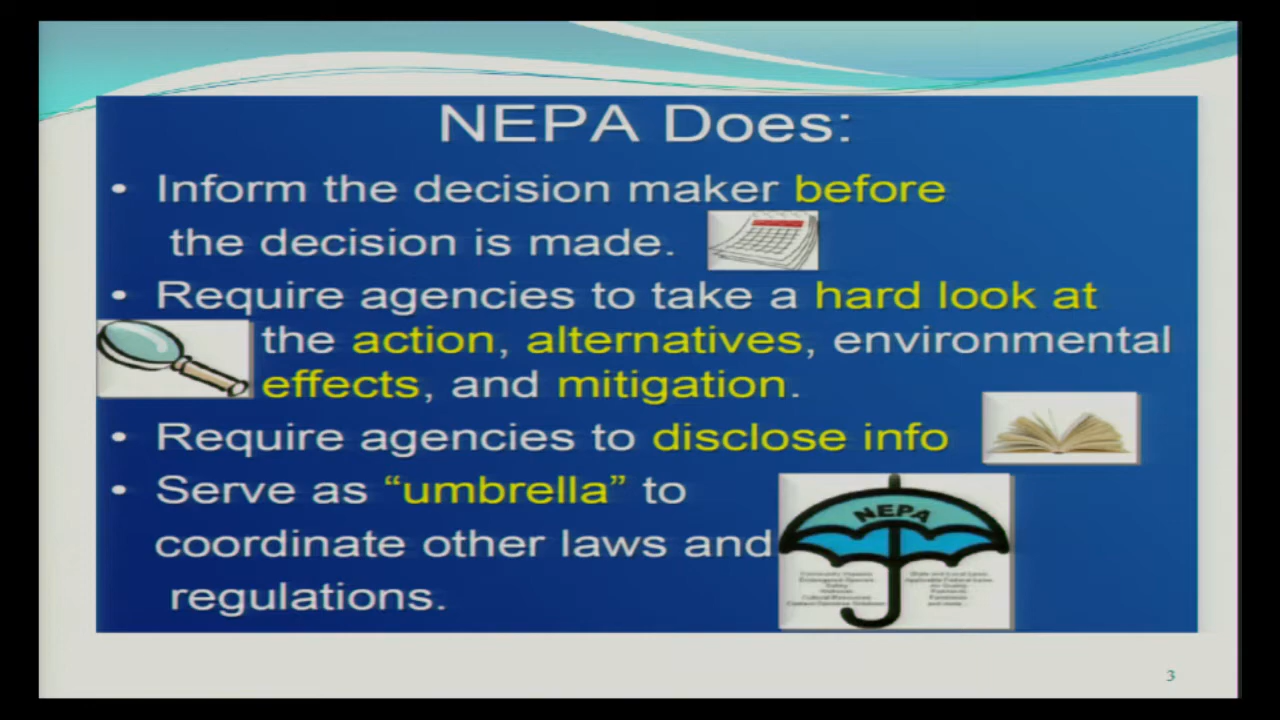 NEPA Does:
• Inform the decision maker before
the decision is made.
• Require agencies to take a hard look at
the action, alternatives, environmental
effects, and mitigation.
• Require agencies to disclose info
• Serve as “umbrella” to
NEPA
coordinate other laws and
regulations.
3